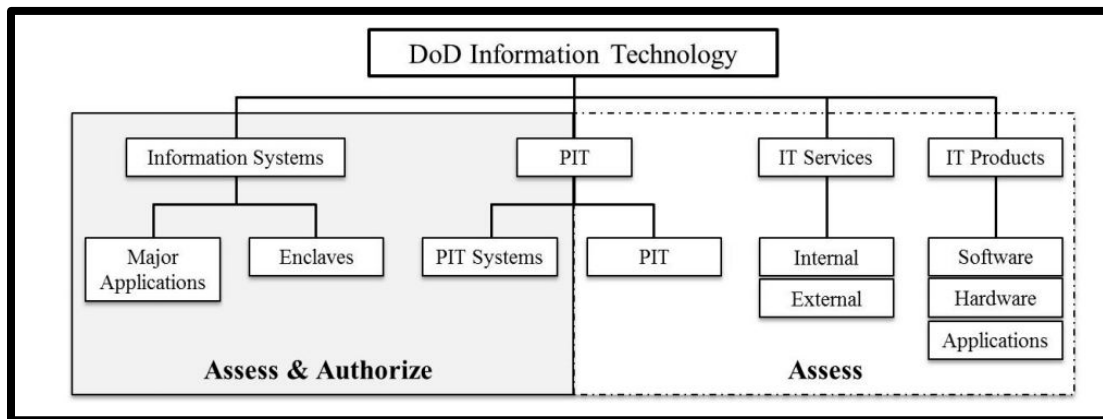 DoD Information Technology
Information Systems
PIT
IT Services
IT Products
Major
Applications
Enclaves
PIT Systems
PIT
Internal
External
Software
Hardware
Applications
Assess & Authorize
Assess